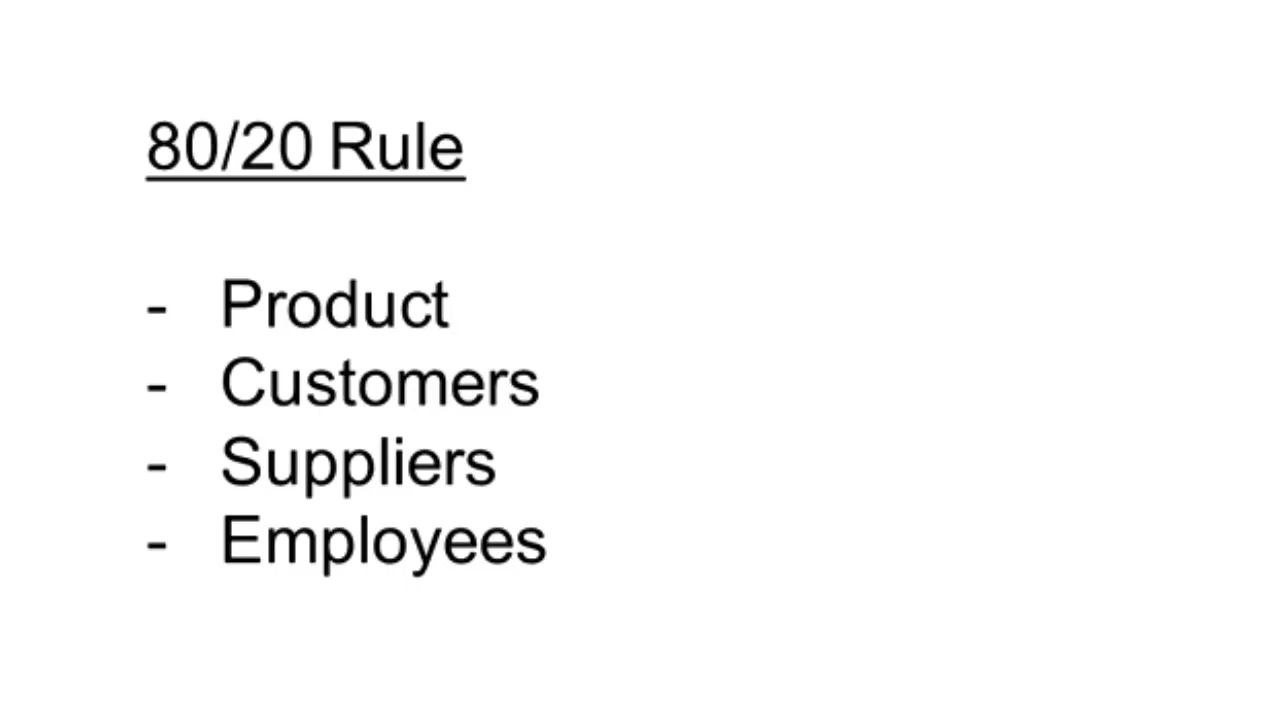 80/20 Rule
- Product
- Customers
- Suppliers
- Employees